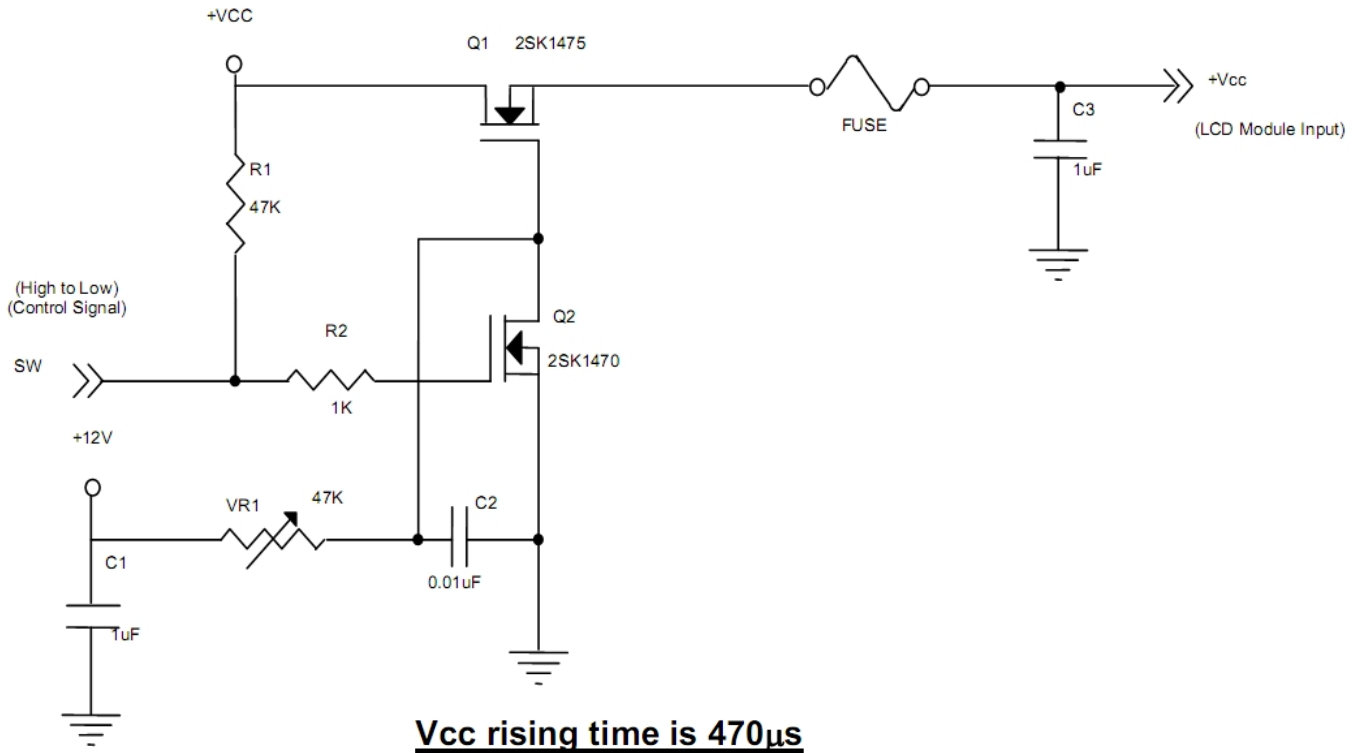 +VCC
Q1 2SK1475
+Vcc
(LCD Module Input)
FUSE
C3
1uF
R1
47K
(High to Low)
(Control Signal)
SW
R2
1K
Q2
2SK1470
+12V
VR1
47K
C2
0.01uF
C1
1uF
Vcc rising time is 470μs